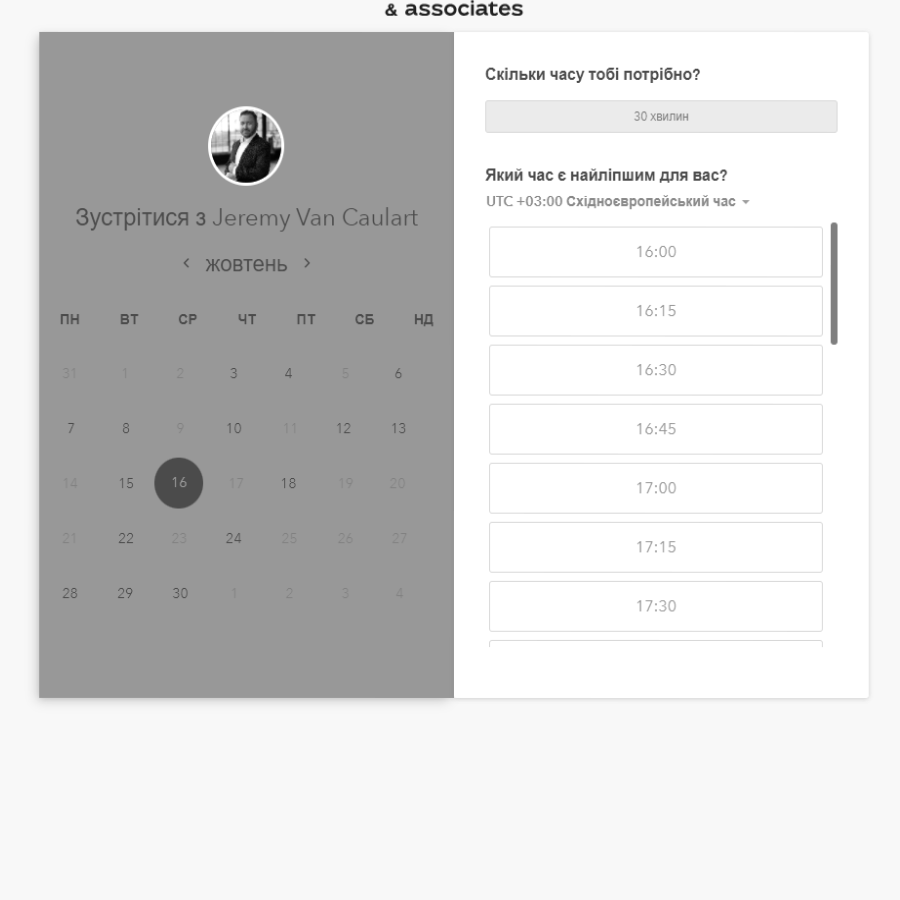 & associates
Зустрітися з Jeremy Van Caulart
жовтень
ПН ВТ СР ЧТ ПТ СБ НД
31 1 2 3 4 5 6
7 8 9 10 11 12 13
14 15 16 17 18 19 20
21 22 23 24 25 26 27
28 29 30 1 2 3 4
Скільки часу тобі потрібно?
30 хвилин
Який час є найліпшим для вас?
UTC +03:00 Східноєвропейський час
16:00
16:15
16:30
16:45
17:00
17:15
17:30